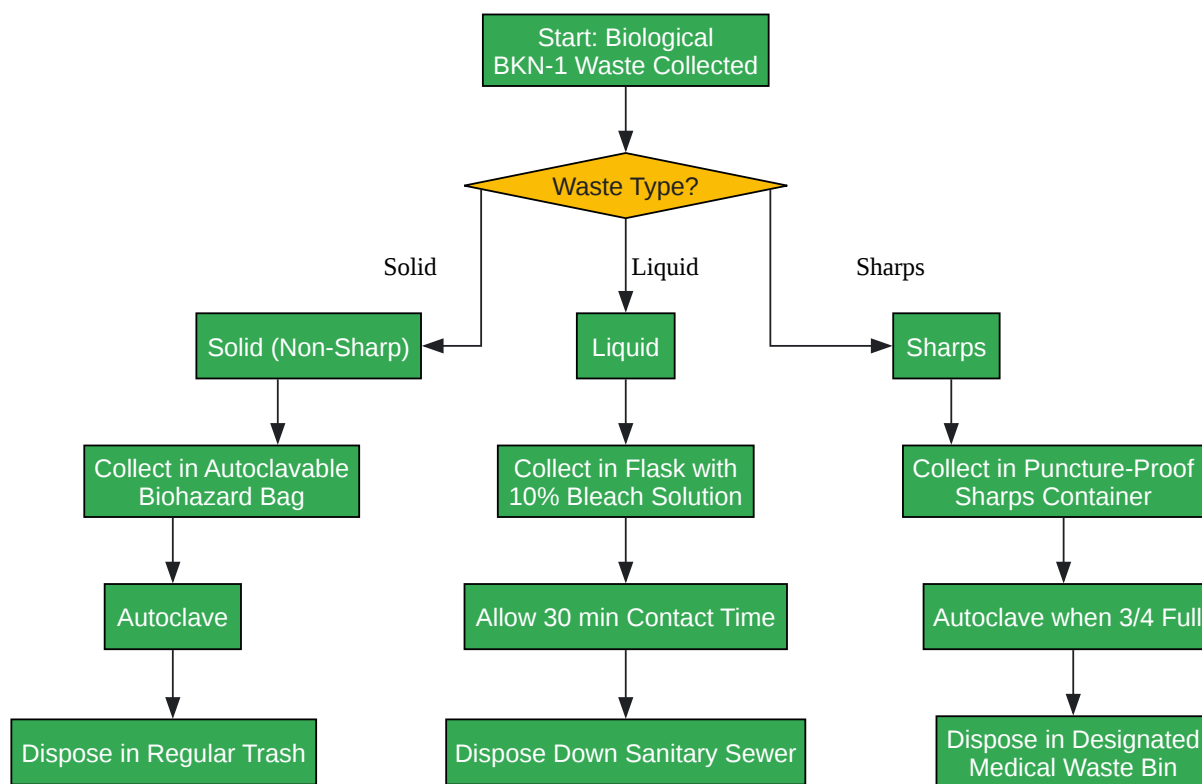 Start: Biological
BKN-1 Waste Collected
Waste Type?
Solid
Liquid
Sharps
Solid (Non-Sharp)
Liquid
Sharps
Collect in Autoclavable
Biohazard Bag
Collect in Flask with
10% Bleach Solution
Collect in Puncture-Proof
Sharps Container
Autoclave
Allow 30 min Contact Time
Autoclave when 3/4 Full
Dispose in Regular Trash
Dispose Down Sanitary Sewer
Dispose in Designated
Medical Waste Bin